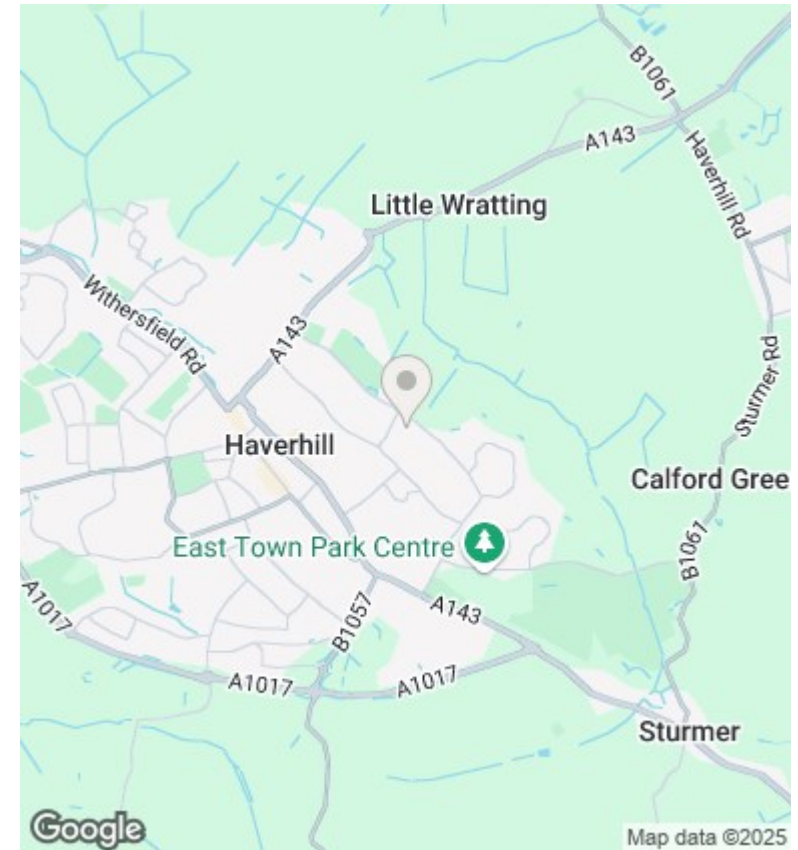 B1061
A143
Haverhill Rd
Little Wratting
Withersfield Rd
A143
Sturmer Rd
Haverhill
Calford Gree
East Town Park Centre
B1061
A1017
B1057
A143
A1017
A1017
Sturmer
Google
Map data ©2025